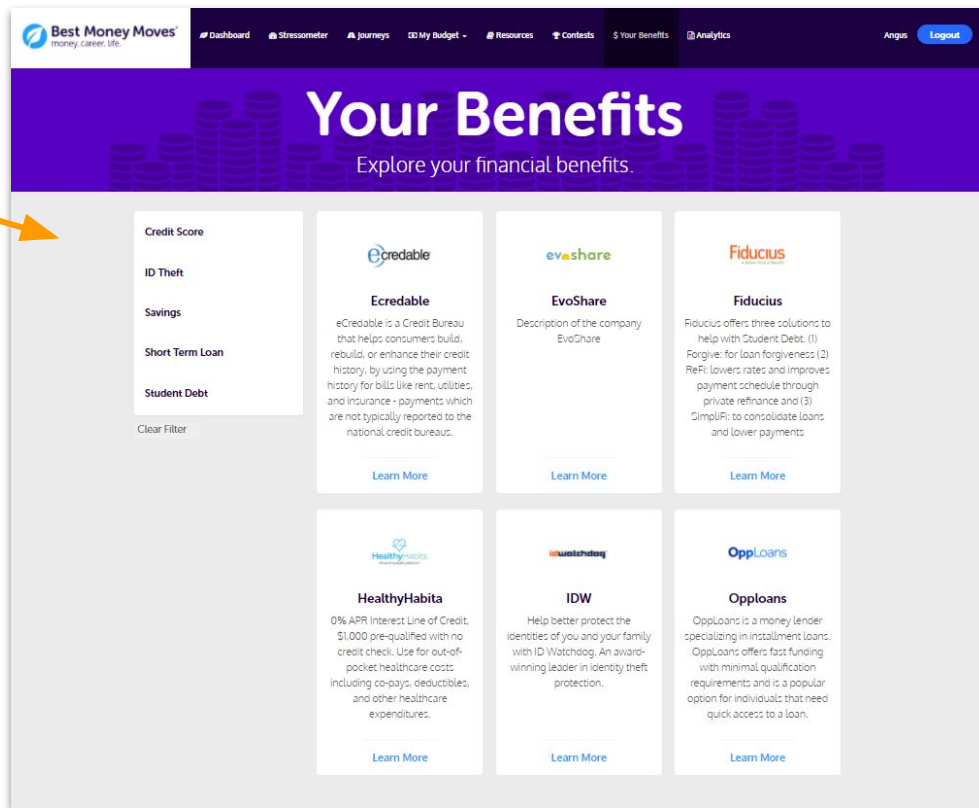 Best Money Moves®
money. career. life.
Dashboard Stressometer Journeys My Budget Resources Contests $ Your Benefits Analytics Angus Logout
Your Benefits
Explore your financial benefits.
Credit Score
ID Theft
Savings
Short Term Loan
Student Debt
Clear Filter
ecredable
Ecredable
eCredable is a Credit Bureau
that helps consumers build,
rebuild, or enhance their credit
history, by using the payment
history for bills like rent, utilities,
and insurance - payments which
are not typically reported to the
national credit bureaus.
Learn More
evoshare
EvoShare
Description of the company
EvoShare
Learn More
FIDUCIUS
Fiducius
Fiducius offers three solutions to
help with Student Debt. (1)
Forgive: for loan forgiveness (2)
ReFi: lowers rates and improves
payment schedule through
private refinance and (3)
SimpliFi: to consolidate loans
and lower payments
Learn More
HealthyHabits
HealthyHabita
0% APR Interest Line of Credit.
$1,000 pre-qualified with no
credit check. Use for out-of-
pocket healthcare costs
including co-pays, deductibles,
and other healthcare
expenditures.
Learn More
idwatchdog
IDW
Help better protect the
identities of you and your family
with ID Watchdog. An award-
winning leader in identity theft
protection.
Learn More
OppLoans
Opploans
OppLoans is a money lender
specializing in installment loans.
OppLoans offers fast funding
with minimal qualification
requirements and is a popular
option for individuals that need
quick access to a loan.
Learn More